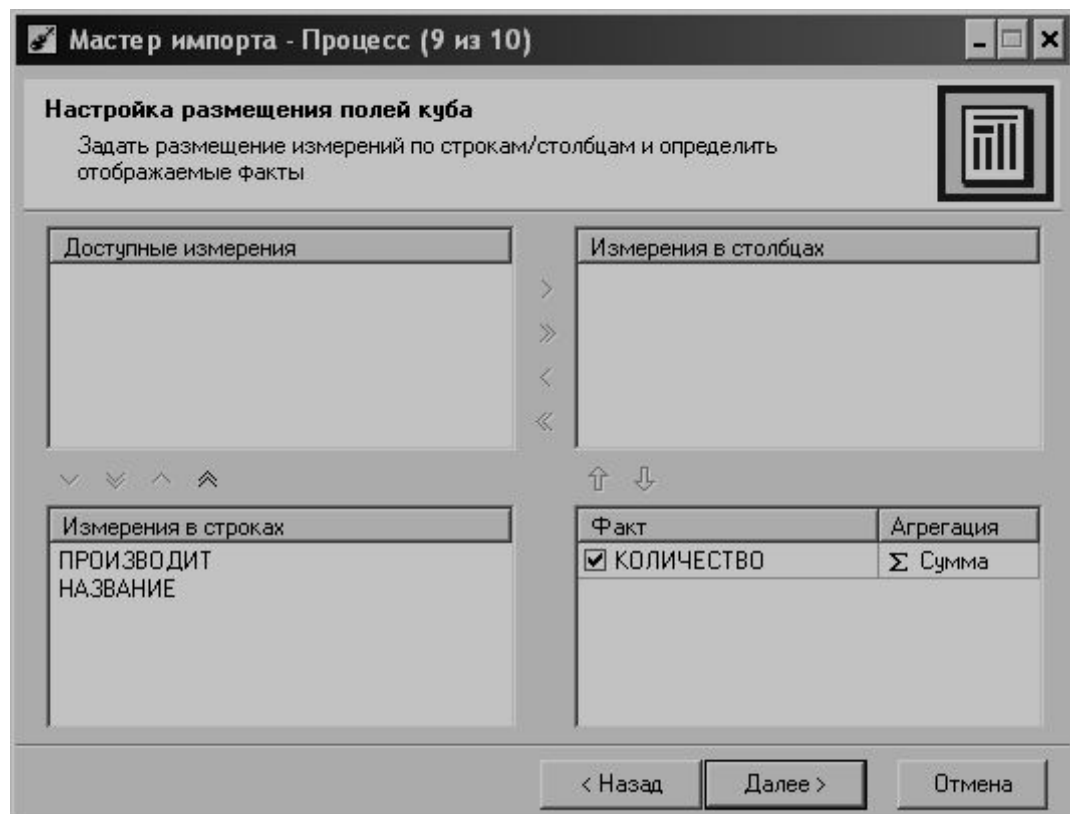 Мастер импорта - Процесс (9 из 10)
Настройка размещения полей куба
Задать размещение измерений по строкам/столбцам и определить
отображаемые факты
Доступные измерения
Измерения в столбцах
Измерения в строках
ПРОИЗВОДИТ
НАЗВАНИЕ
Факт Агрегация
КОЛИЧЕСТВО Σ Сумма
< Назад Далее > Отмена